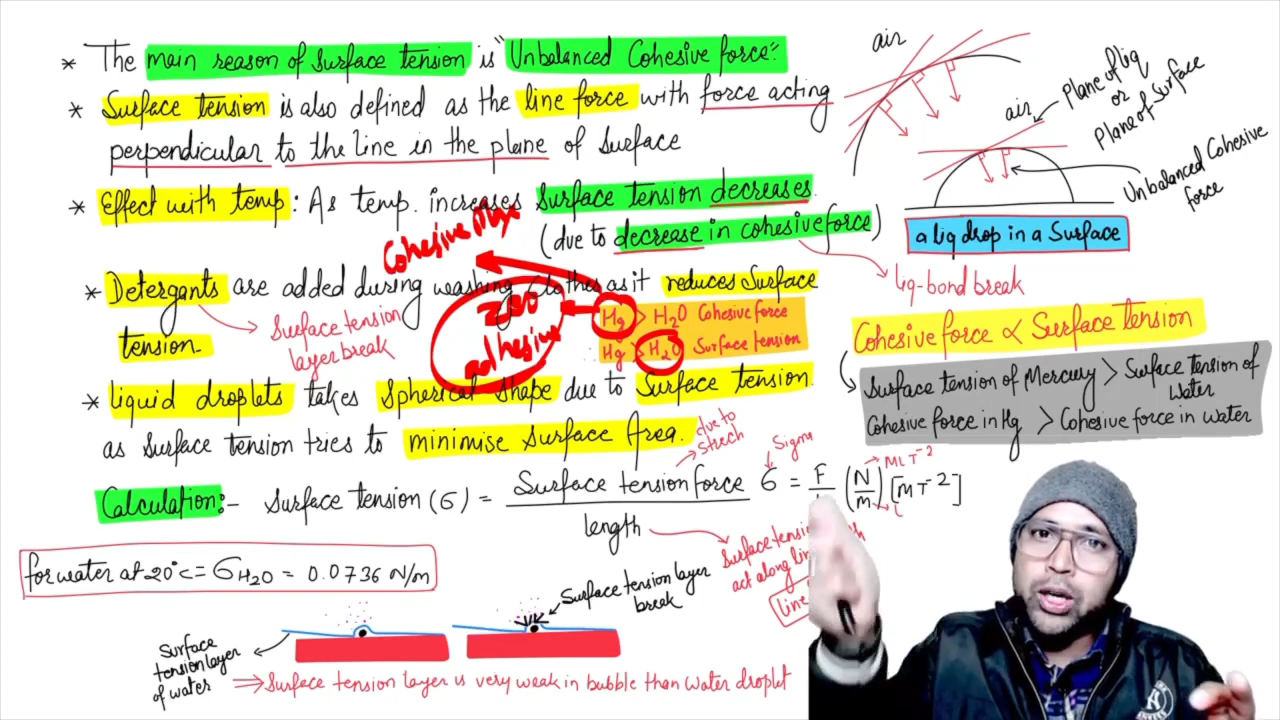 * The main reason of surface tension is "Unbalanced Cohesive force"
* Surface tension is also defined as the line force with force acting
perpendicular to the line in the plane of Surface
* Effect with temp: As temp. increases Surface tension decreases.
(due to decrease in cohesive force)
liq-bond break
* Detergants are added during washing clothes as it reduces Surface
tension.
Surface tension
layer break
Cohesive
adhesive
Hg > H2O Cohesive force
Hg > H2O Surface tension
* liquid droplets takes Spherical shape due to Surface tension.
as surface tension tries to minimise Surface Area.
due to
strech
Calculation:- Surface tension (σ) = Surface tension force
length
Sigma
σ = F (N/m) [MT-2]
MLT-2
L
Surface
act along
line
for water at 20°C = σH2O = 0.0736 N/m
Surface
tension layer
of water
Surface tension layer
break
⇒ Surface tension layer is very weak in bubble than water droplet
air
air
Plane of liq
or
Plane of Surface
Unbalanced Cohesive
force
a liq drop in a Surface
Cohesive force ∝ Surface tension
Surface tension of Mercury > Surface tension of
Water
Cohesive force in Hg > Cohesive force in water